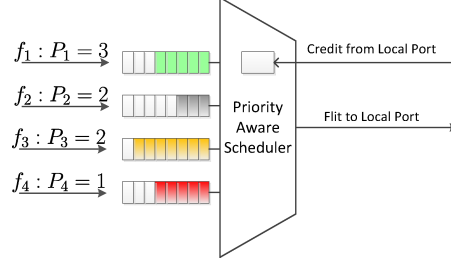 f₁ : P₁ = 3
f₂ : P₂ = 2
f₃ : P₃ = 2
f₄ : P₄ = 1
Priority
Aware
Scheduler
Credit from Local Port
Flit to Local Port